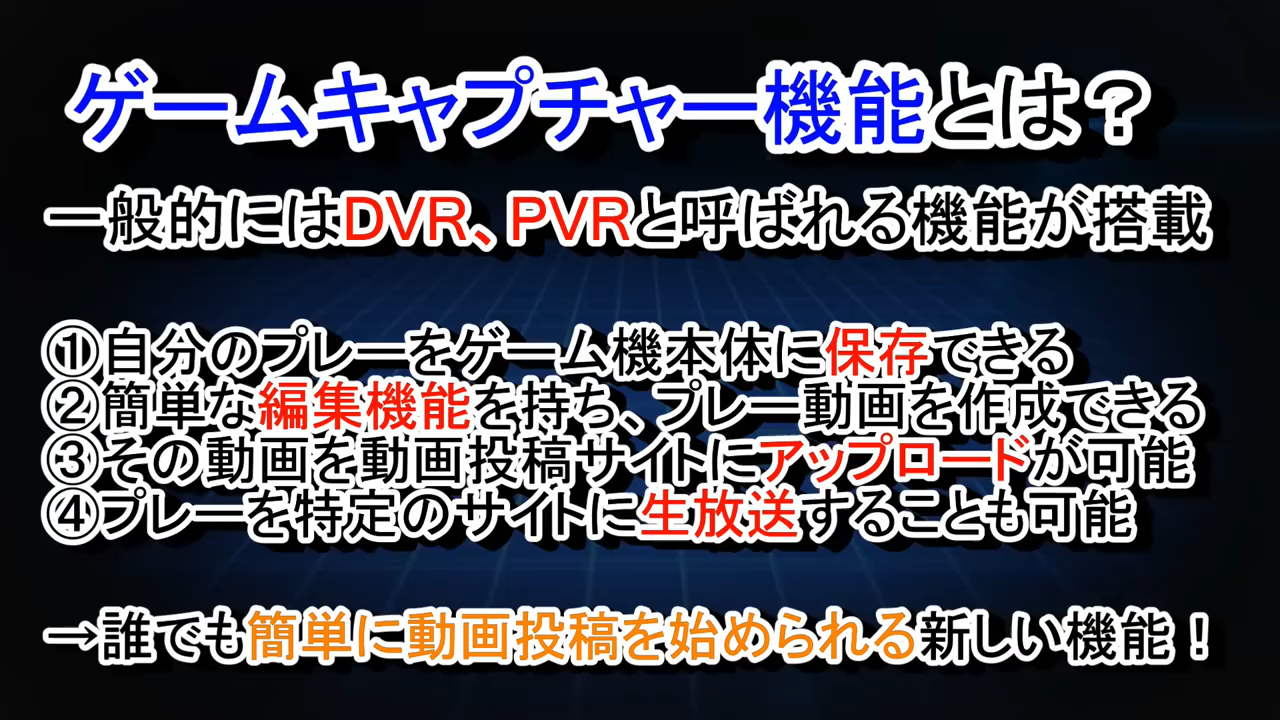 ゲームキャプチャー機能とは？
一般的にはDVR、PVRと呼ばれる機能が搭載
①自分のプレーをゲーム機本体に保存できる
②簡単な編集機能を持ち、プレー動画を作成できる
③その動画を動画投稿サイトにアップロードが可能
④プレーを特定のサイトに生放送することも可能
→誰でも簡単に動画投稿を始められる新しい機能！